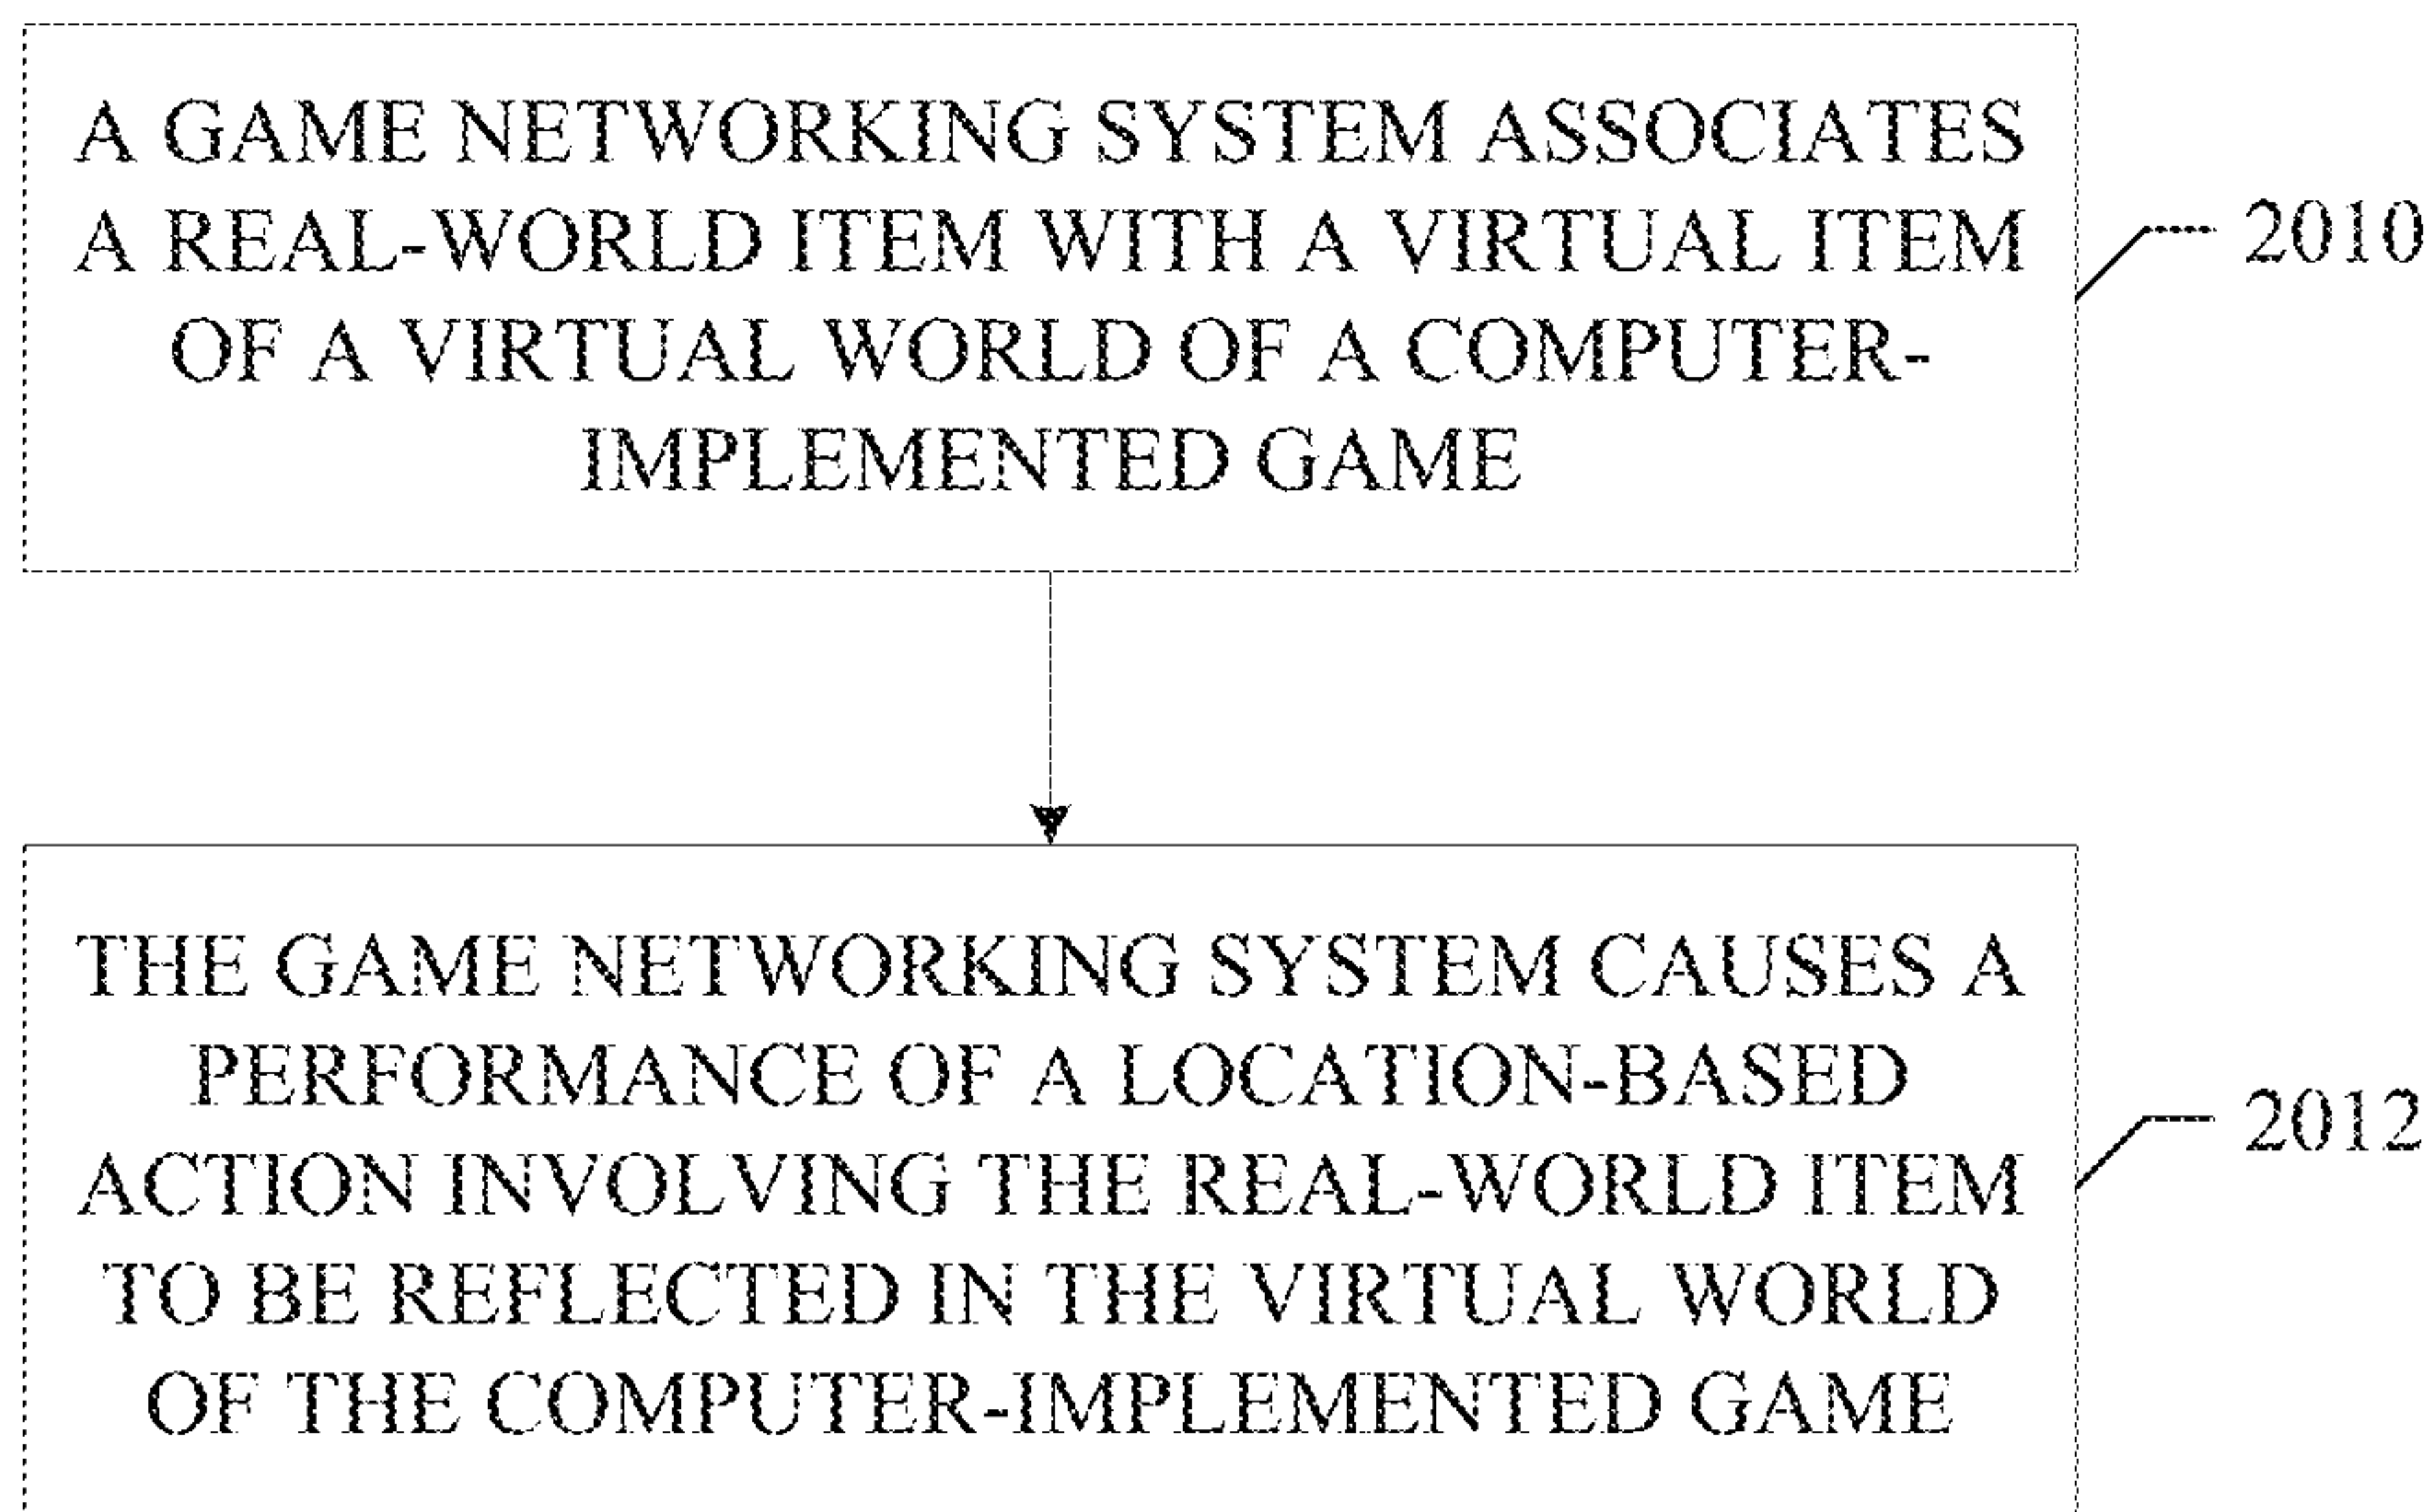 A GAME NETWORKING SYSTEM ASSOCIATES
A REAL-WORLD ITEM WITH A VIRTUAL ITEM
OF A VIRTUAL WORLD OF A COMPUTER-
IMPLEMENTED GAME
2010
THE GAME NETWORKING SYSTEM CAUSES A
PERFORMANCE OF A LOCATION-BASED
ACTION INVOLVING THE REAL-WORLD ITEM
TO BE REFLECTED IN THE VIRTUAL WORLD
OF THE COMPUTER-IMPLEMENTED GAME
2012